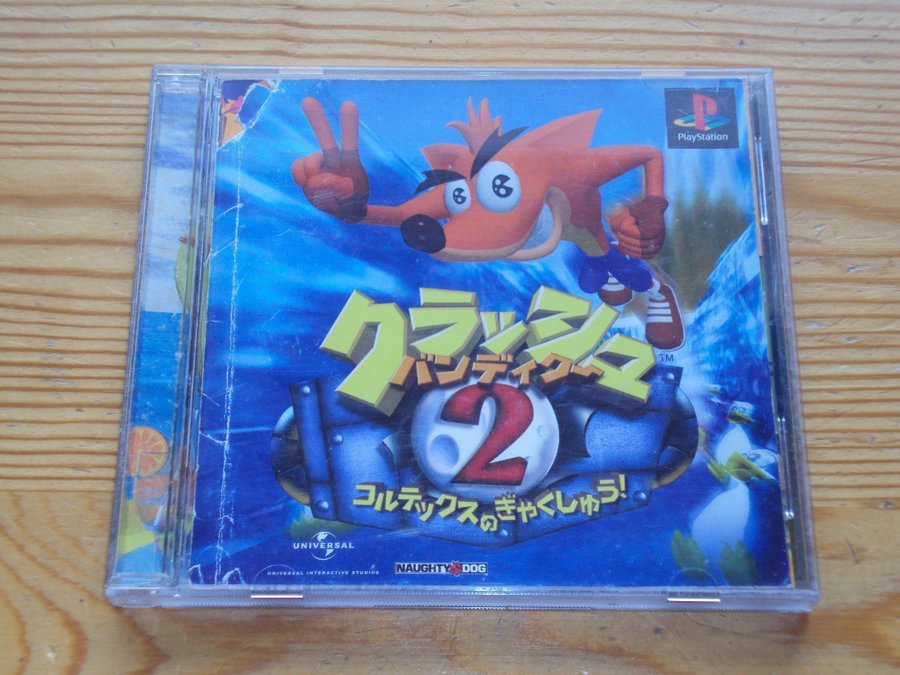 PlayStation
クラッシュ
TM
バンディクー
2
コルテックスのぎゃくしゅう!
UNIVERSAL
UNIVERSAL INTERACTIVE STUDIOS
NAUGHTY DOG